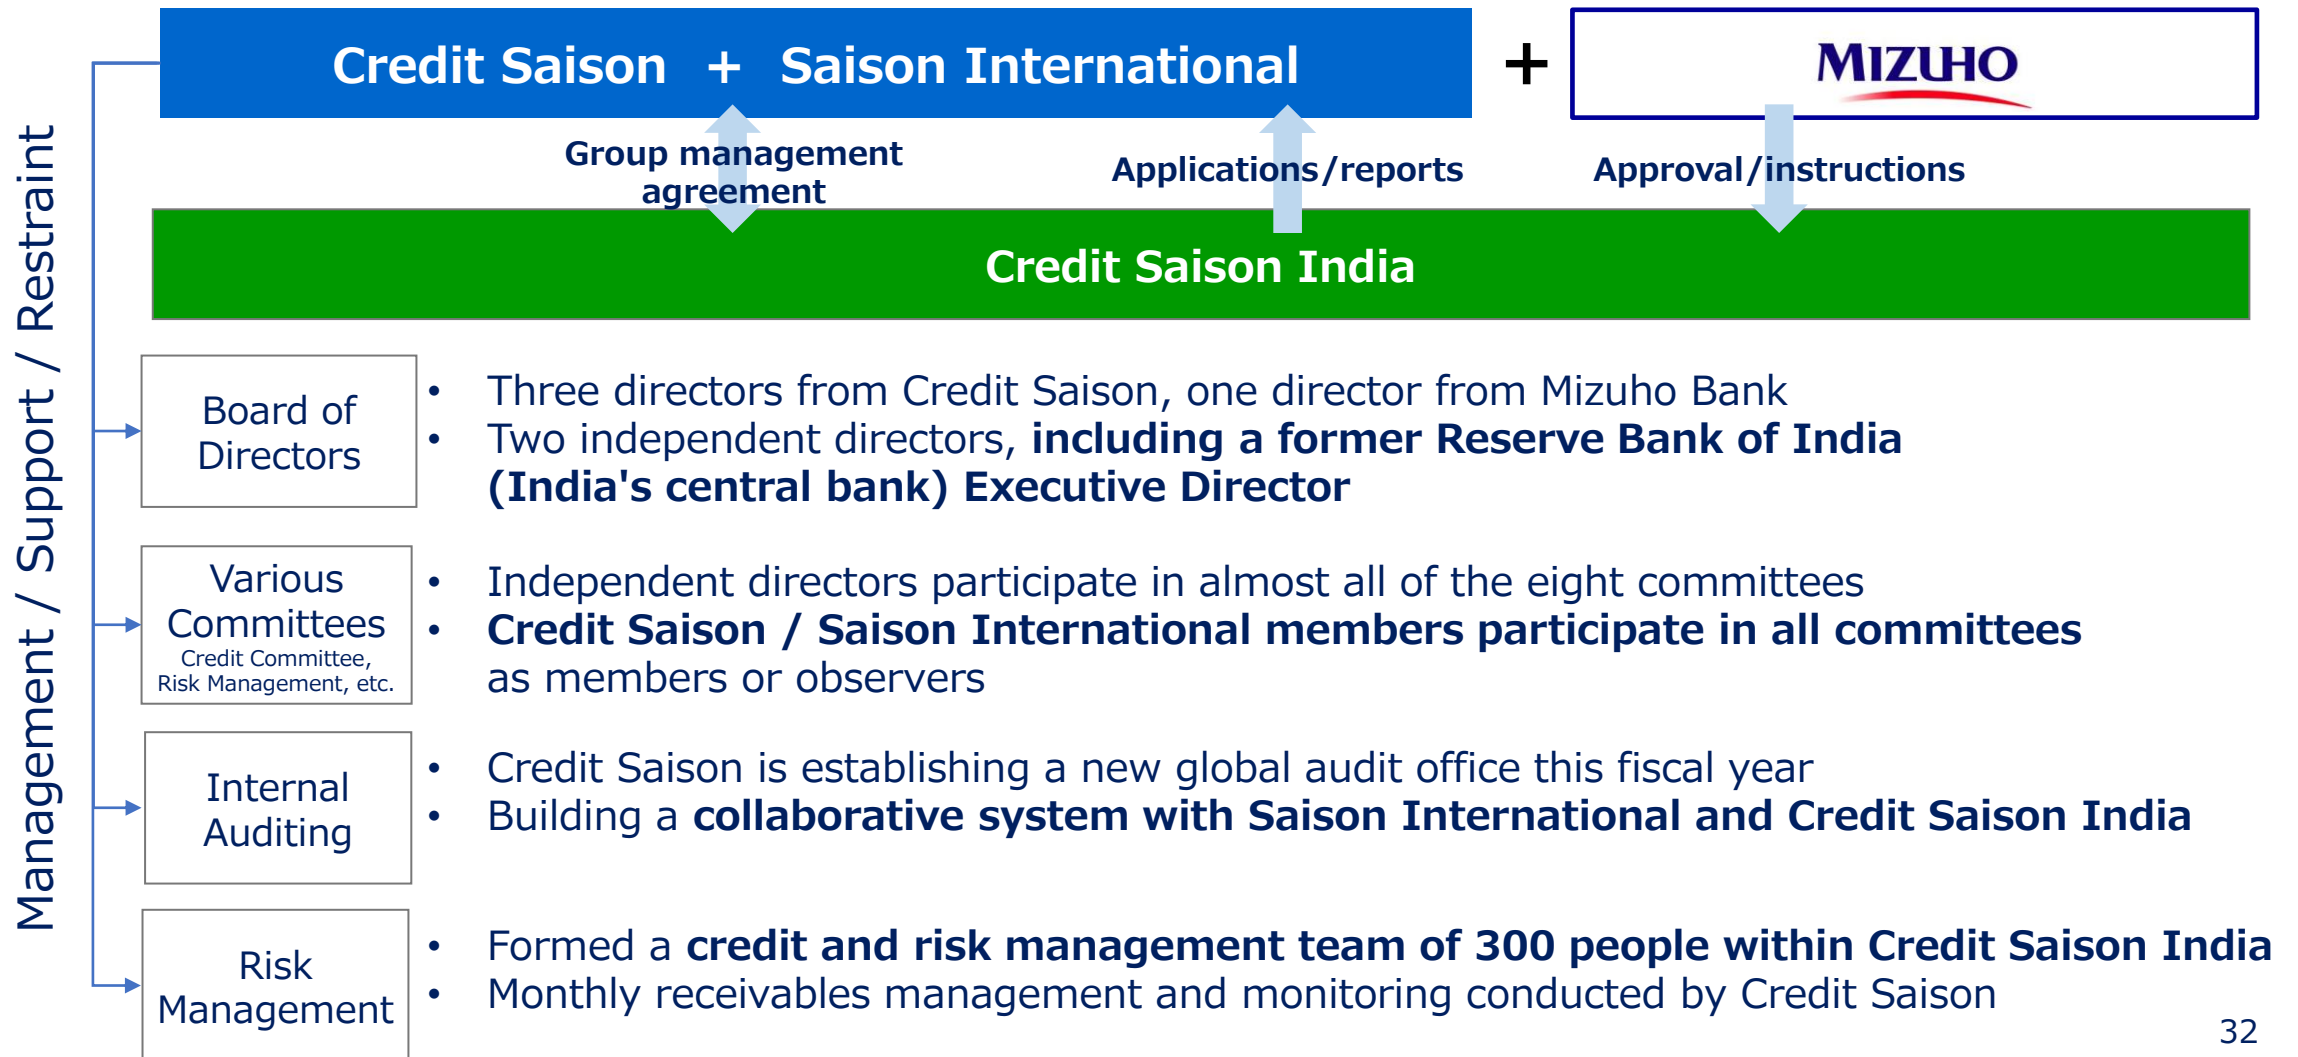 Credit Saison + Saison International
+
MIZUHO
Group management
agreement
Applications/reports
Approval/instructions
Credit Saison India
Management / Support / Restraint
Board of
Directors
• Three directors from Credit Saison, one director from Mizuho Bank
• Two independent directors, including a former Reserve Bank of India
(India's central bank) Executive Director
Various
Committees
Credit Committee,
Risk Management, etc.
• Independent directors participate in almost all of the eight committees
• Credit Saison / Saison International members participate in all committees
as members or observers
Internal
Auditing
• Credit Saison is establishing a new global audit office this fiscal year
• Building a collaborative system with Saison International and Credit Saison India
Risk
Management
• Formed a credit and risk management team of 300 people within Credit Saison India
• Monthly receivables management and monitoring conducted by Credit Saison
32